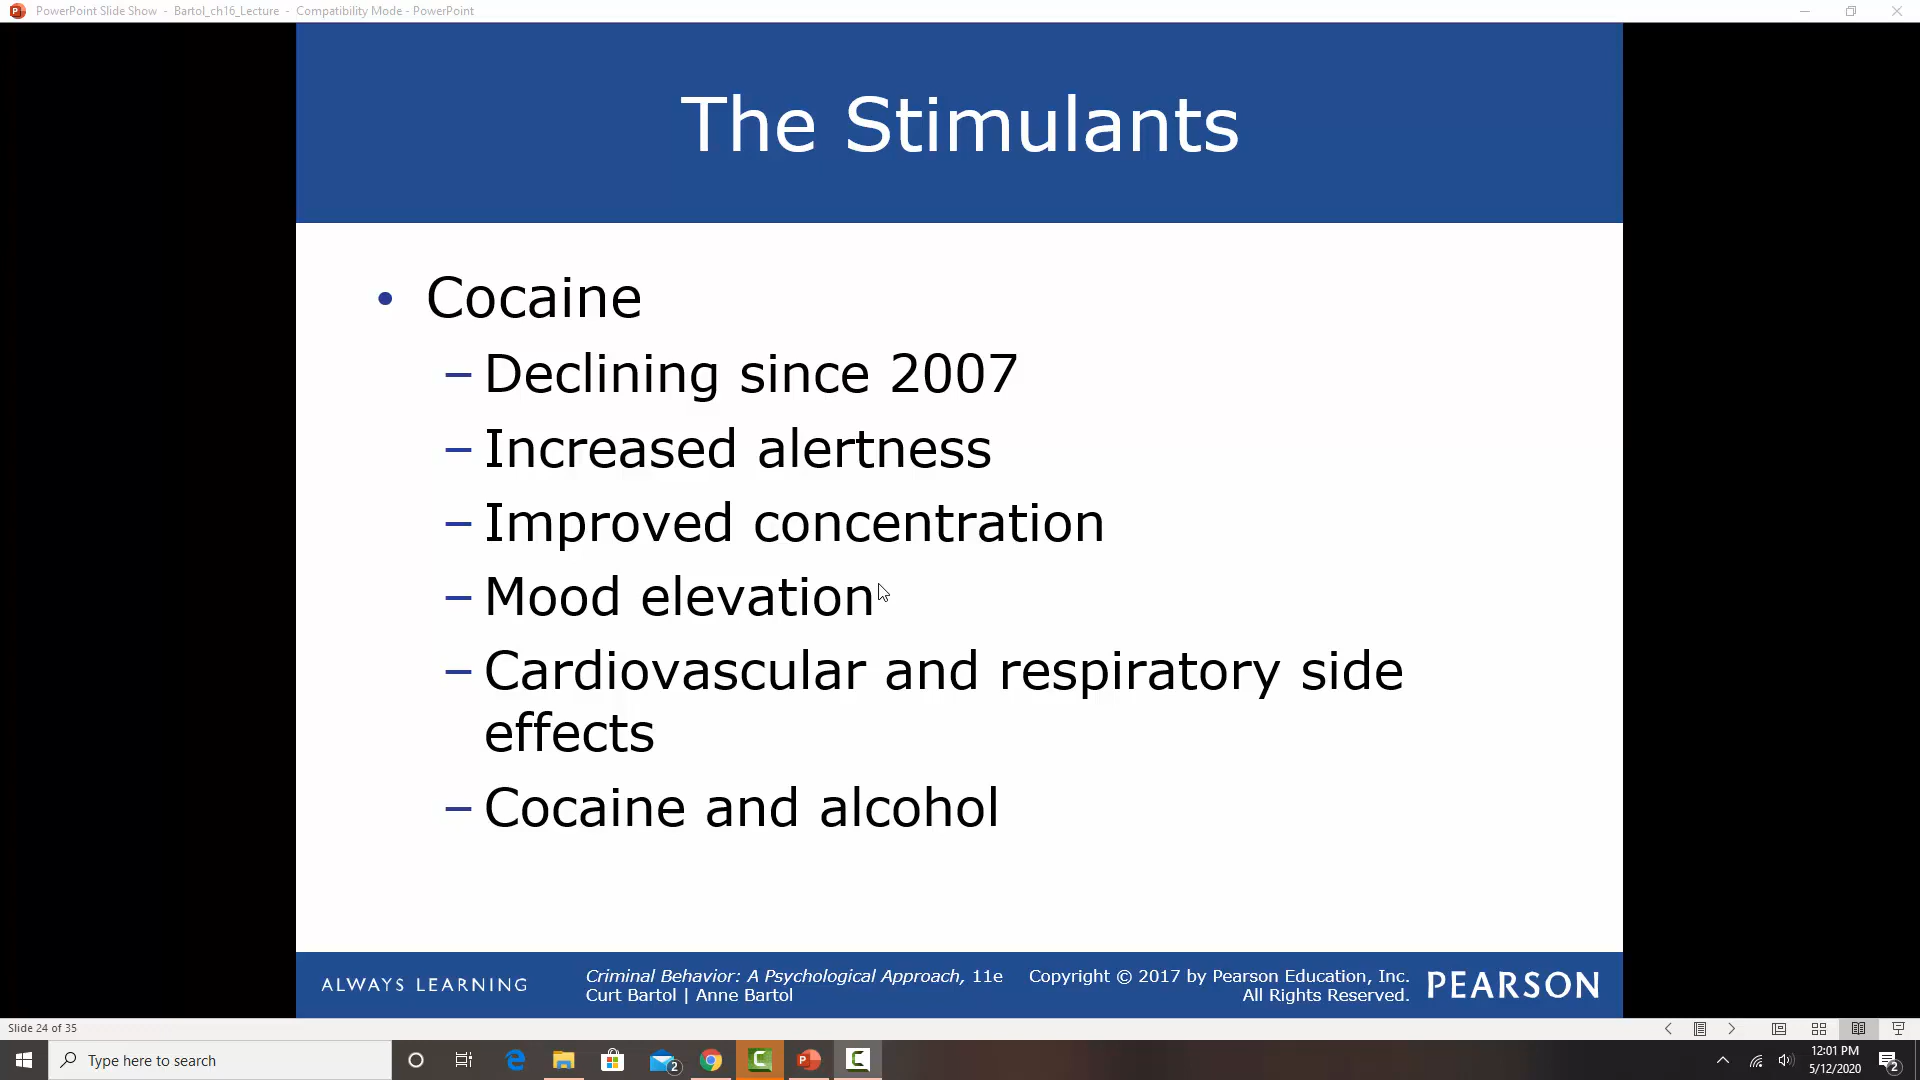 PowerPoint Slide Show - Bartol_ch16_Lecture - Compatibility Mode - PowerPoint
The Stimulants
• Cocaine
– Declining since 2007
– Increased alertness
– Improved concentration
– Mood elevation
– Cardiovascular and respiratory side
effects
– Cocaine and alcohol
ALWAYS LEARNING
Criminal Behavior: A Psychological Approach, 11e
Curt Bartol | Anne Bartol
Copyright © 2017 by Pearson Education, Inc.
All Rights Reserved.
PEARSON
Slide 24 of 35
Type here to search
2
12:01 PM
5/12/2020
2